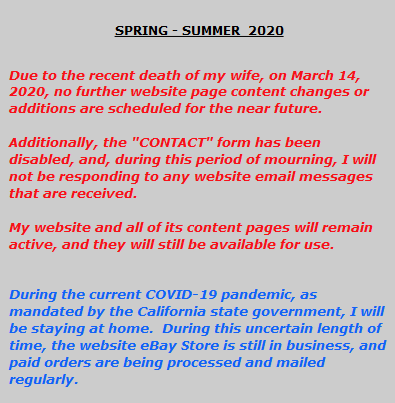 SPRING - SUMMER  2020
Due to the recent death of my wife, on March 14,
2020, no further website page content changes or
additions are scheduled for the near future.
Additionally, the "CONTACT" form has been
disabled, and, during this period of mourning, I will
not be responding to any website email messages
that are received.
My website and all of its content pages will remain
active, and they will still be available for use.
During the current COVID-19 pandemic, as
mandated by the California state government, I will
be staying at home.  During this uncertain length of
time, the website eBay Store is still in business, and
paid orders are being processed and mailed
regularly.